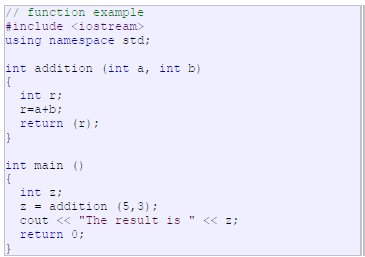 // function example
#include <iostream>
using namespace std;

int addition (int a, int b)
{
  int r;
  r=a+b;
  return (r);
}

int main ()
{
  int z;
  z = addition (5,3);
  cout << "The result is " << z;
  return 0;
}